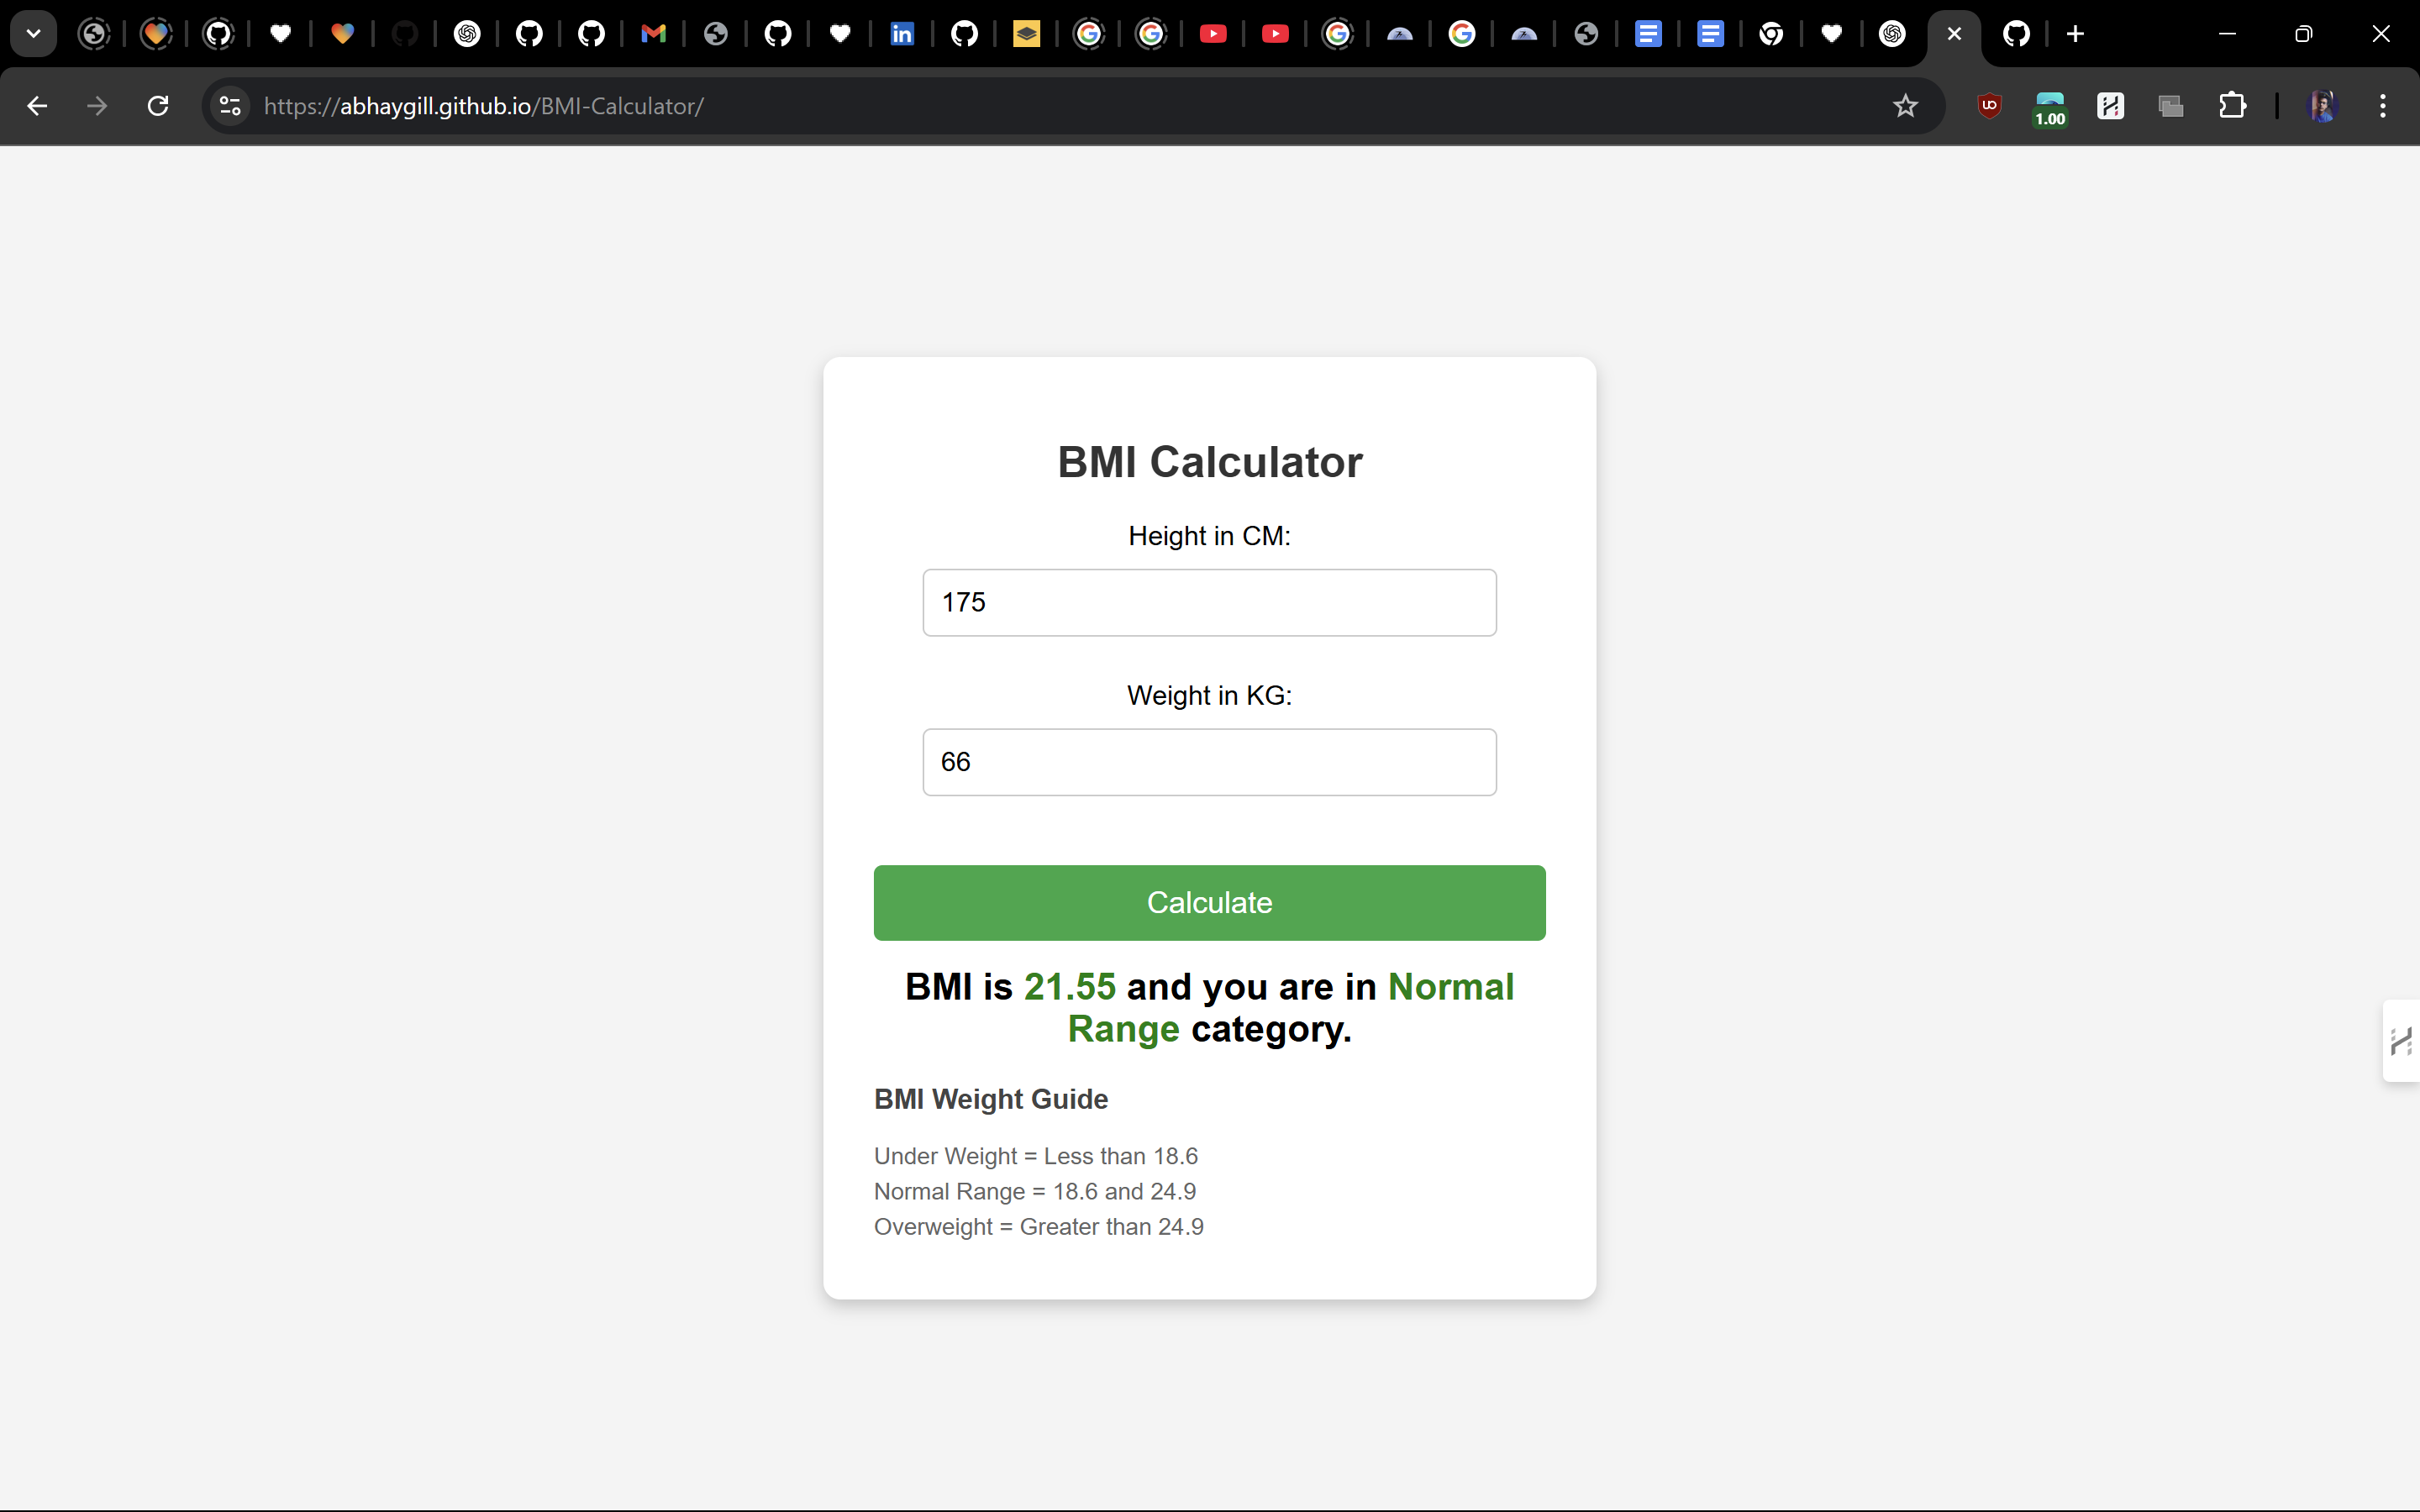 in
https://abhaygill.github.io/BMI-Calculator/
UO
1.00
BMI Calculator
Height in CM:
175
Weight in KG:
66
Calculate
BMI is 21.55 and you are in Normal
Range category.
BMI Weight Guide
Under Weight = Less than 18.6
Normal Range = 18.6 and 24.9
Overweight = Greater than 24.9